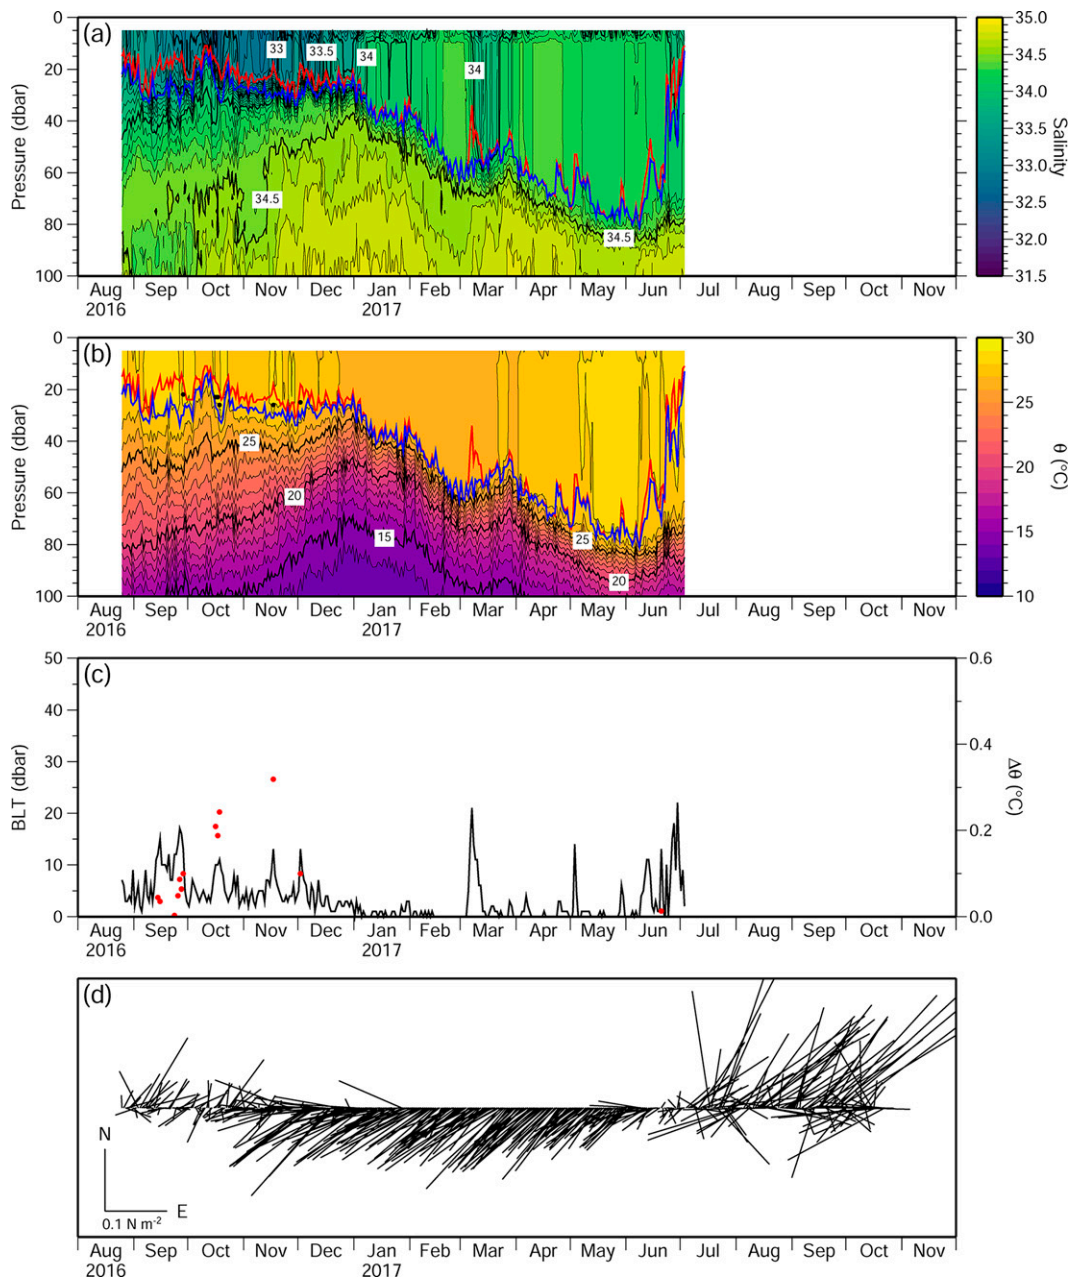 (a)
0
20
40
60
80
100
Pressure (dbar)
33
33.5
34
34
34.5
34.5
35.0
34.5
34.0
33.5
33.0
32.5
32.0
31.5
Salinity
Aug Sep Oct Nov Dec Jan Feb Mar Apr May Jun Jul Aug Sep Oct Nov
2016 2017
(b)
0
20
40
60
80
100
Pressure (dbar)
25
20
15
25
20
30
25
20
15
10
θ (°C)
Aug Sep Oct Nov Dec Jan Feb Mar Apr May Jun Jul Aug Sep Oct Nov
2016 2017
(c)
50
40
30
20
10
0
BLT (dbar)
0.6
0.4
0.2
0.0
Δθ (°C)
Aug Sep Oct Nov Dec Jan Feb Mar Apr May Jun Jul Aug Sep Oct Nov
2016 2017
(d)
N
E
0.1 N m-2
Aug Sep Oct Nov Dec Jan Feb Mar Apr May Jun Jul Aug Sep Oct Nov
2016 2017